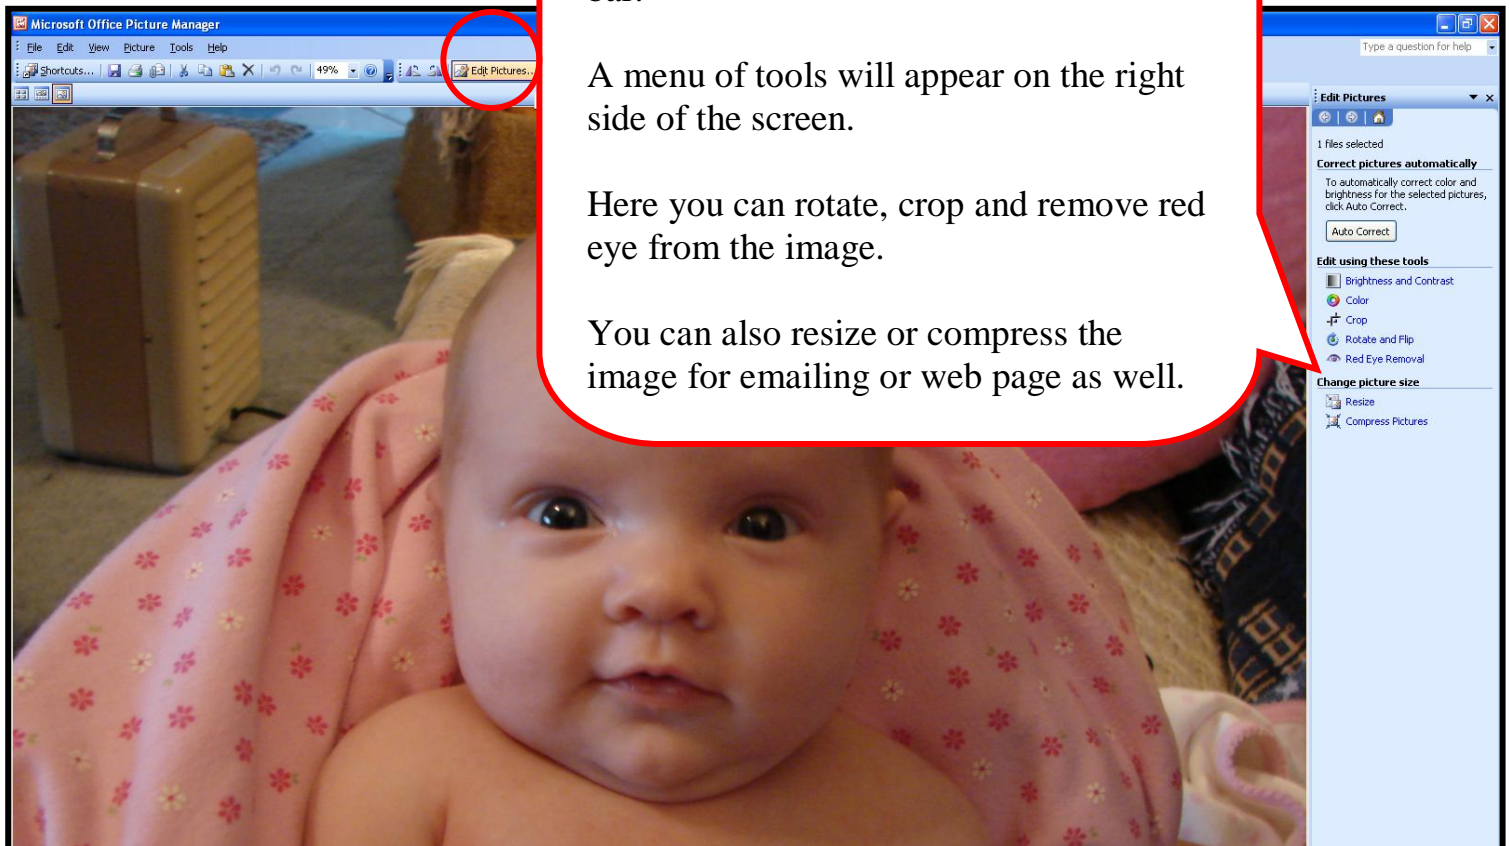 Microsoft Office Picture Manager
File Edit View Picture Tools Help
Type a question for help
Shortcuts... 49% Edit Pictures...
A menu of tools will appear on the right
side of the screen.
Here you can rotate, crop and remove red
eye from the image.
You can also resize or compress the
image for emailing or web page as well.
Edit Pictures
1 files selected
Correct pictures automatically
To automatically correct color and
brightness for the selected pictures,
click Auto Correct.
Auto Correct
Edit using these tools
Brightness and Contrast
Color
Crop
Rotate and Flip
Red Eye Removal
Change picture size
Resize
Compress Pictures